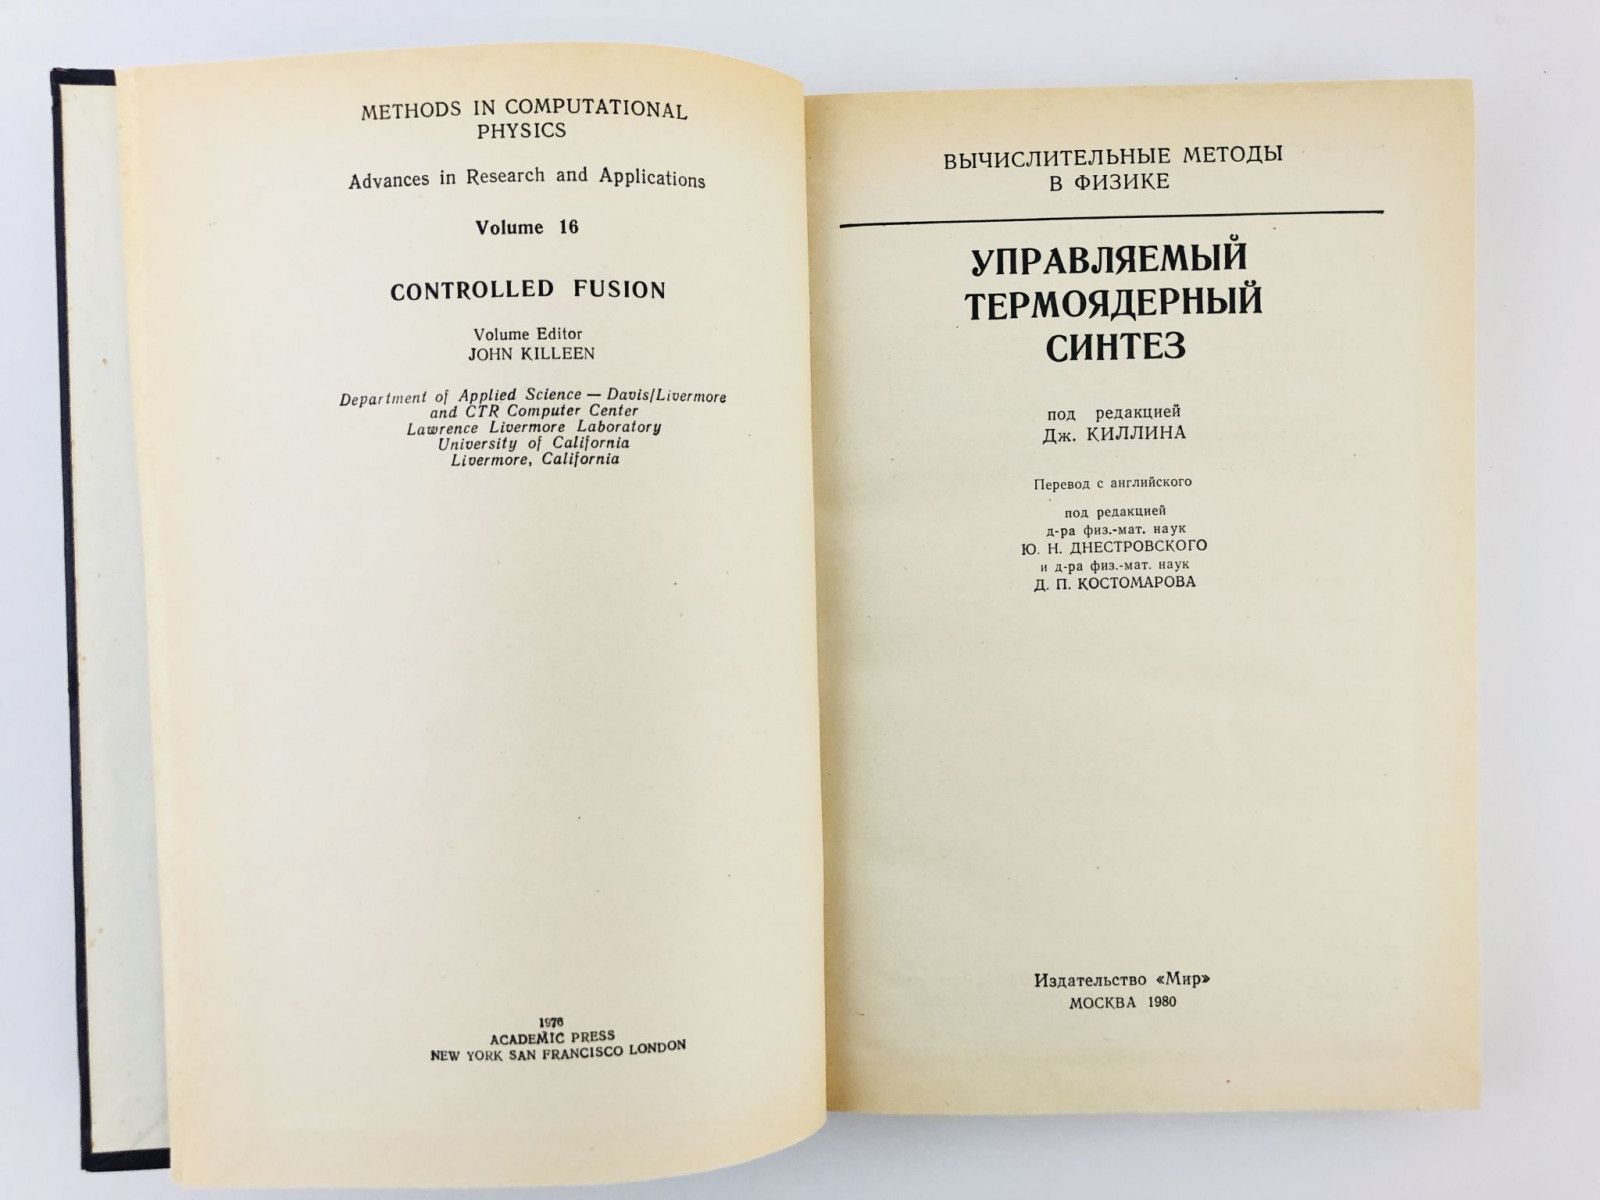 METHODS IN COMPUTATIONAL
PHYSICS
Advances in Research and Applications
Volume 16
CONTROLLED FUSION
Volume Editor
JOHN KILLEEN
Department of Applied Science — Davis/Livermore
and CTR Computer Center
Lawrence Livermore Laboratory
University of California
Livermore, California
1976
ACADEMIC PRESS
NEW YORK SAN FRANCISCO LONDON
ВЫЧИСЛИТЕЛЬНЫЕ МЕТОДЫ
В ФИЗИКЕ
УПРАВЛЯЕМЫЙ
ТЕРМОЯДЕРНЫЙ
СИНТЕЗ
под редакцией
Дж. КИЛЛИНА
Перевод с английского
под редакцией
д-ра физ.-мат. наук
Ю. Н. ДНЕСТРОВСКОГО
и д-ра физ.-мат. наук
Д. П. КОСТОМАРОВА
Издательство «Мир»
МОСКВА 1980